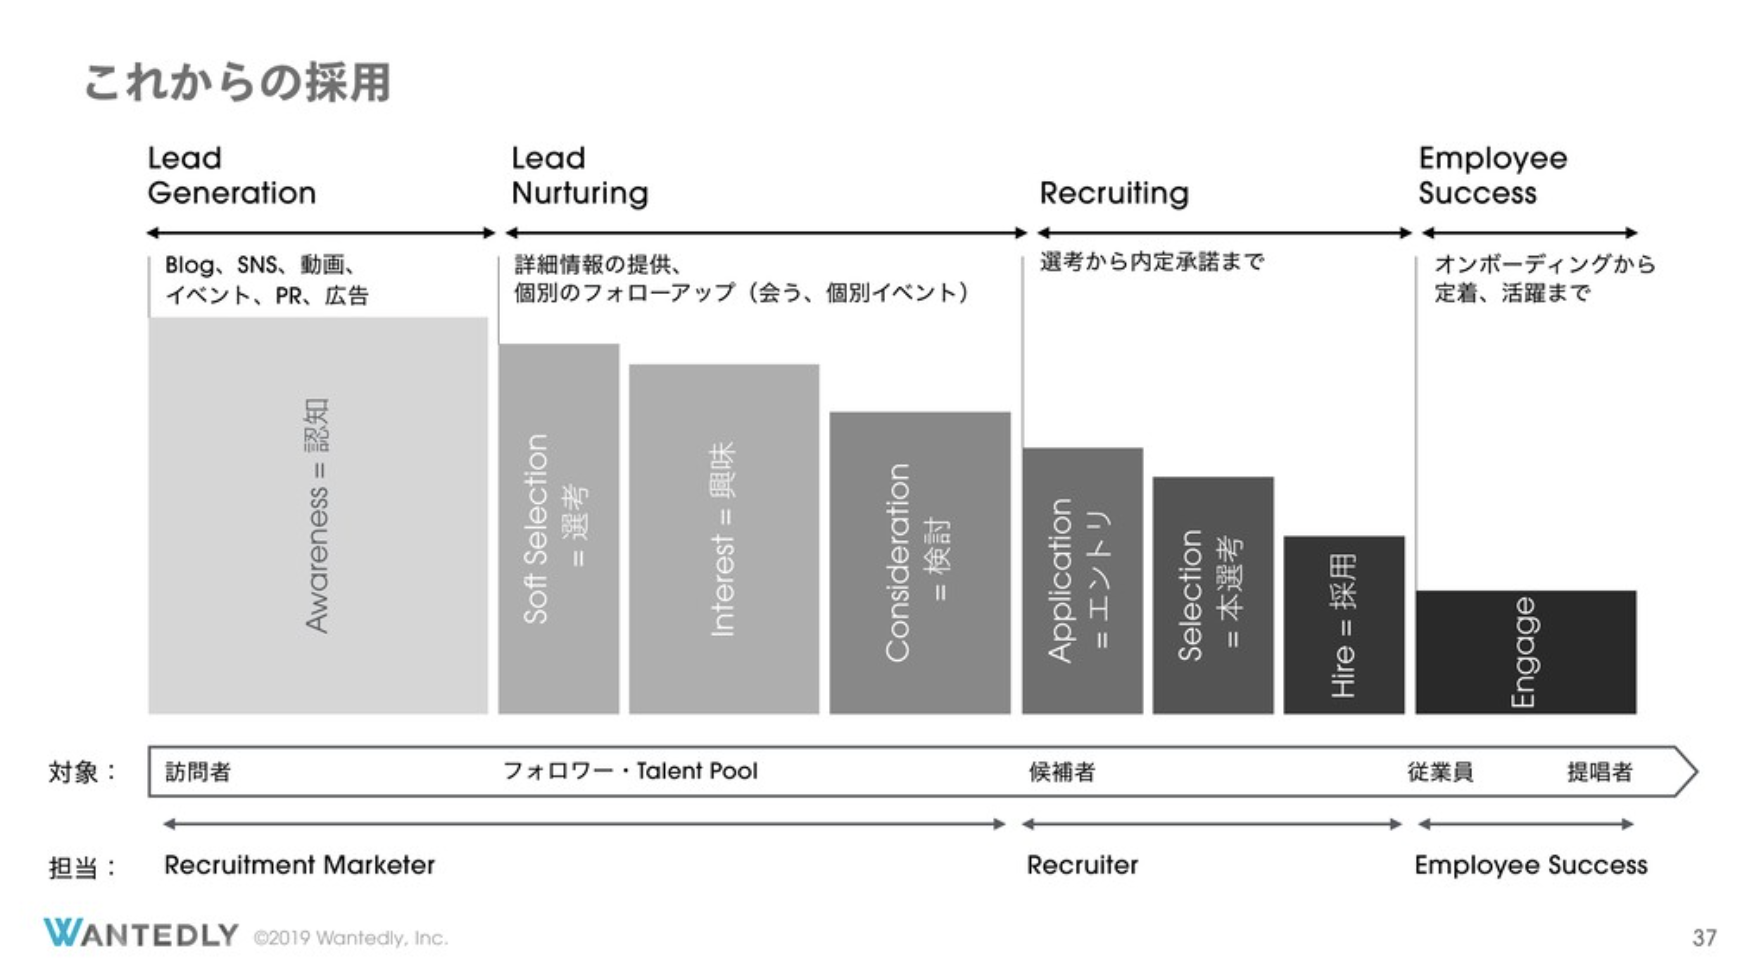 これからの採用
Lead
Generation
Lead
Nurturing
Recruiting
Employee
Success
Blog、SNS、動画、
イベント、PR、広告
詳細情報の提供、
個別のフォローアップ（会う、個別イベント）
選考から内定承諾まで
オンボーディングから
定着、活躍まで
Awareness = 認知
Soft Selection
= 選考
Interest = 興味
Consideration
= 検討
Application
= エントリ
Selection
= 本選考
Hire = 採用
Engage
対象：
訪問者
フォロワー・Talent Pool
候補者
従業員
提唱者
担当：
Recruitment Marketer
Recruiter
Employee Success
WANTEDLY ©2019 Wantedly, Inc.
37